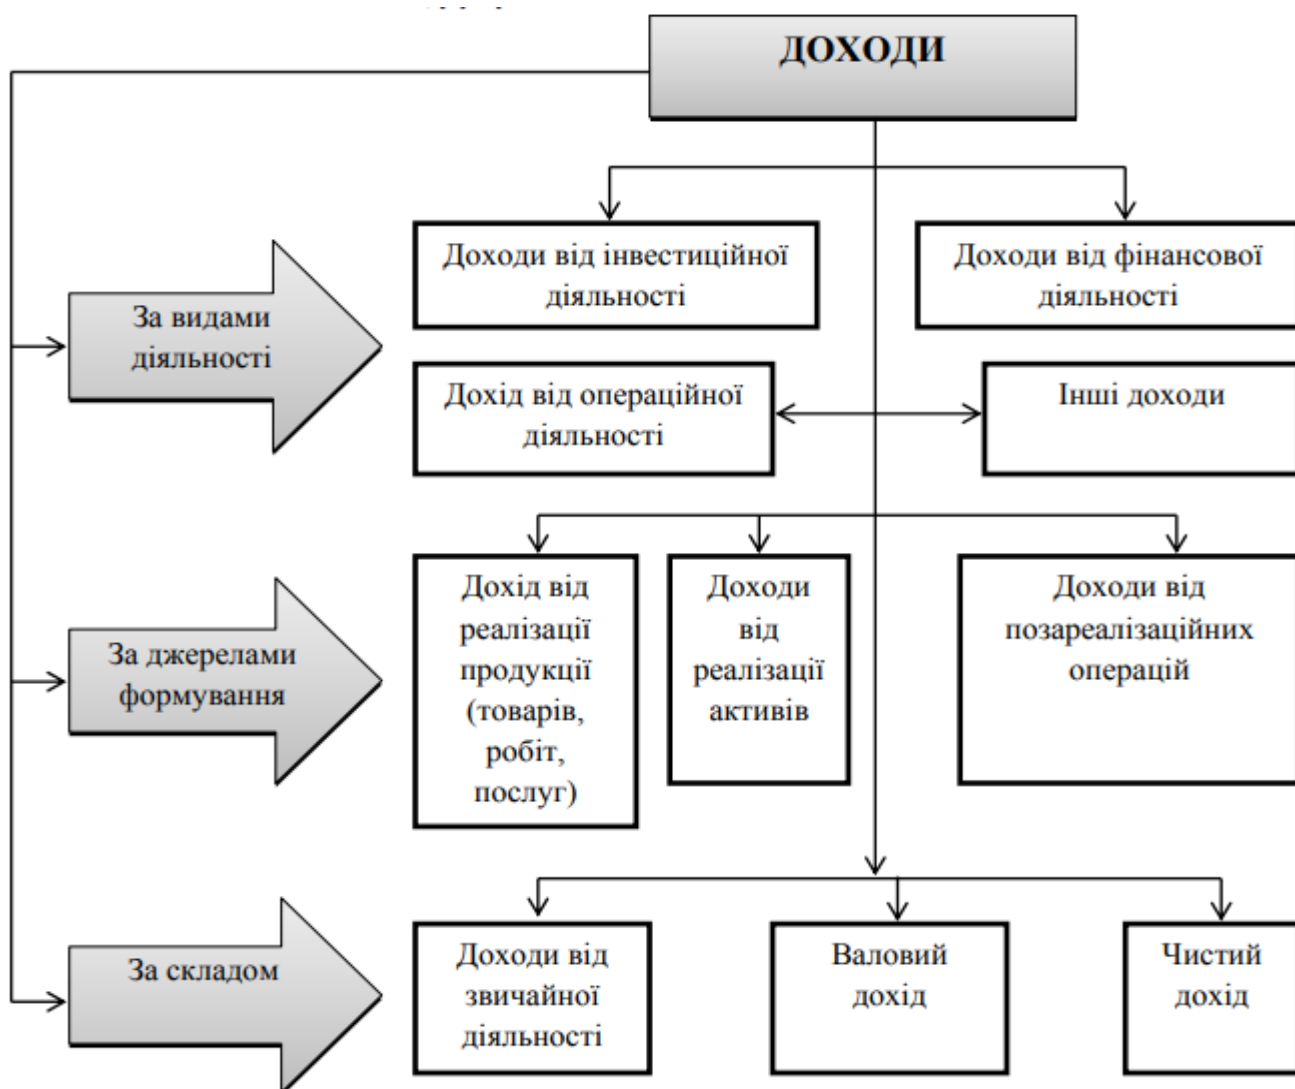 ДОХОДИ
Доходи від інвестиційної
діяльності
Доходи від фінансової
діяльності
За видами
діяльності
Дохід від операційної
діяльності
Інші доходи
За джерелами
формування
Дохід від
реалізації
продукції
(товарів,
робіт,
послуг)
Доходи
від
реалізації
активів
Доходи від
позареалізаційних
операцій
За складом
Доходи від
звичайної
діяльності
Валовий
дохід
Чистий
дохід